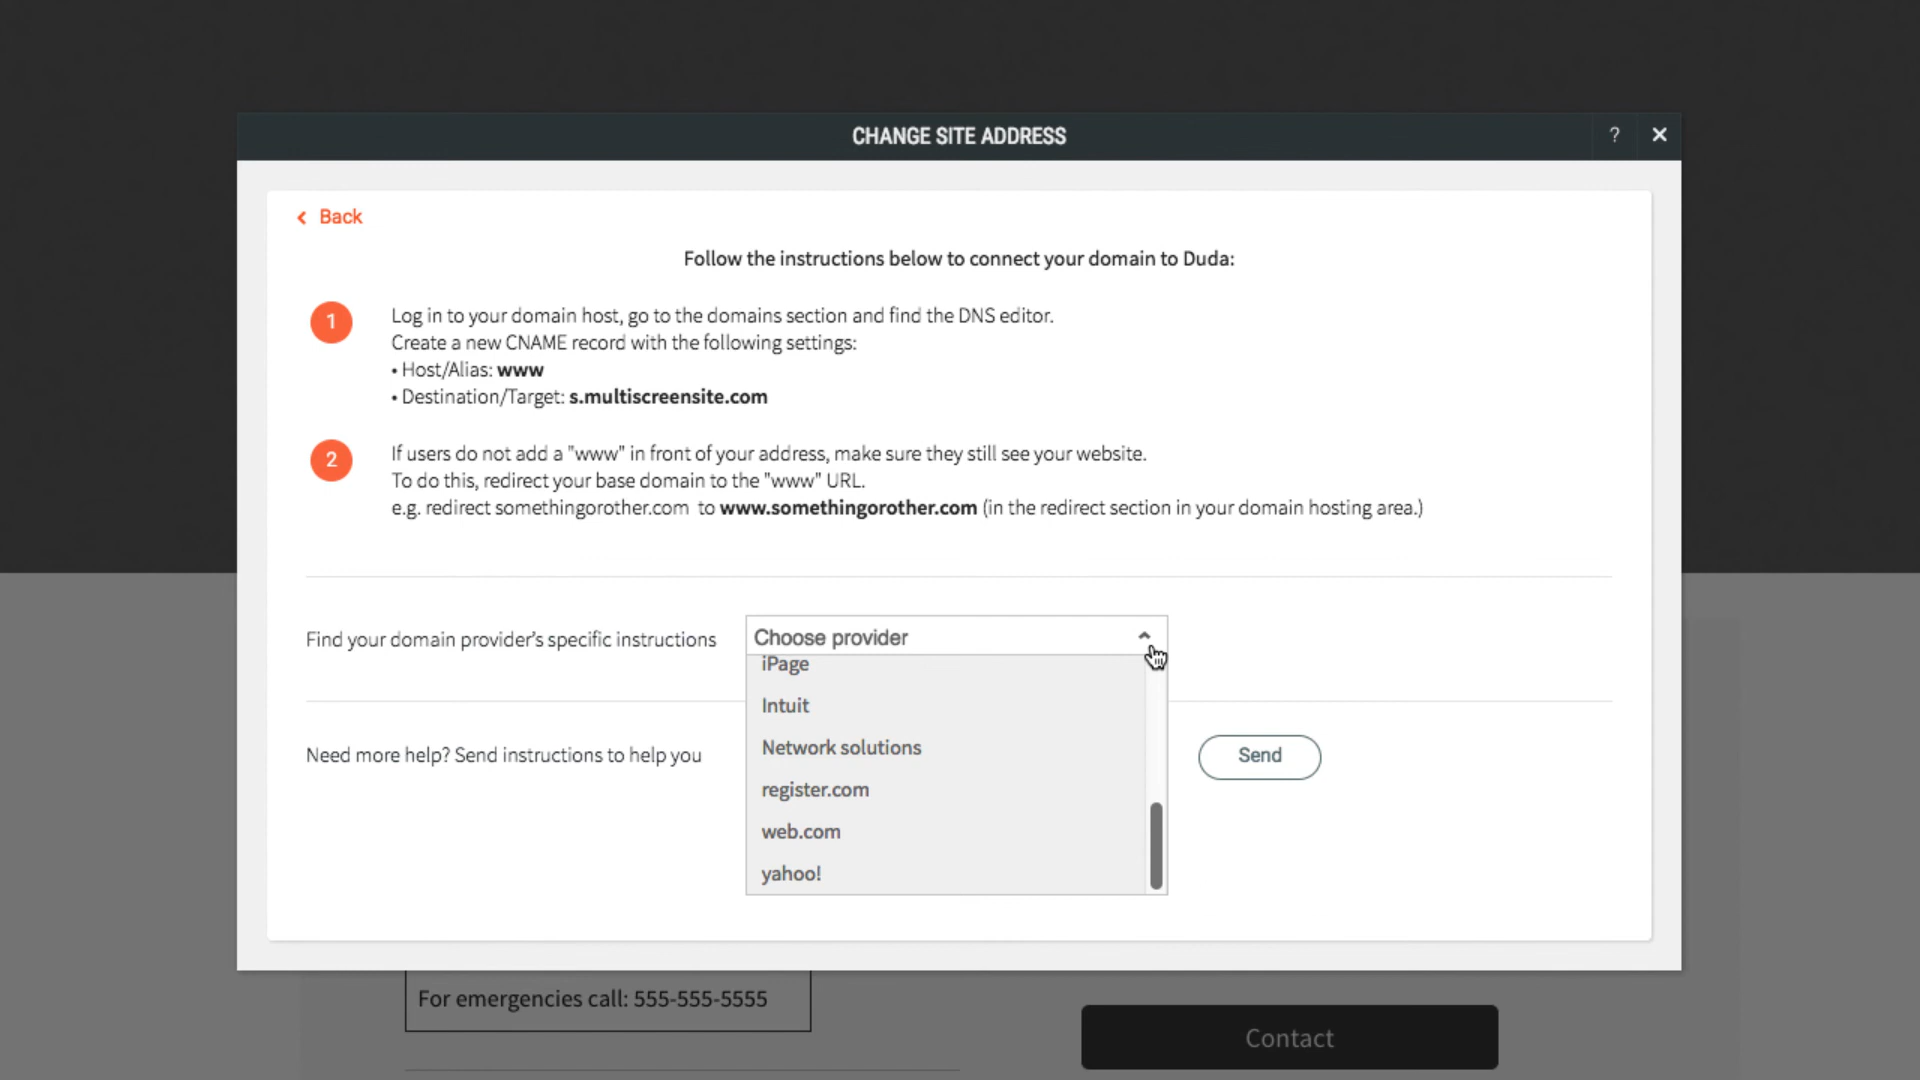 CHANGE SITE ADDRESS
?
Back
Follow the instructions below to connect your domain to Duda:
1
Log in to your domain host, go to the domains section and find the DNS editor.
Create a new CNAME record with the following settings:
• Host/Alias: www
• Destination/Target: s.multiscreensite.com
2
If users do not add a "www" in front of your address, make sure they still see your website.
To do this, redirect your base domain to the "www" URL.
e.g. redirect somethingorother.com to www.somethingorother.com (in the redirect section in your domain hosting area.)
Find your domain provider's specific instructions
Choose provider
iPage
Intuit
Network solutions
register.com
web.com
yahoo!
Need more help? Send instructions to help you
Send
For emergencies call: 555-555-5555
Contact